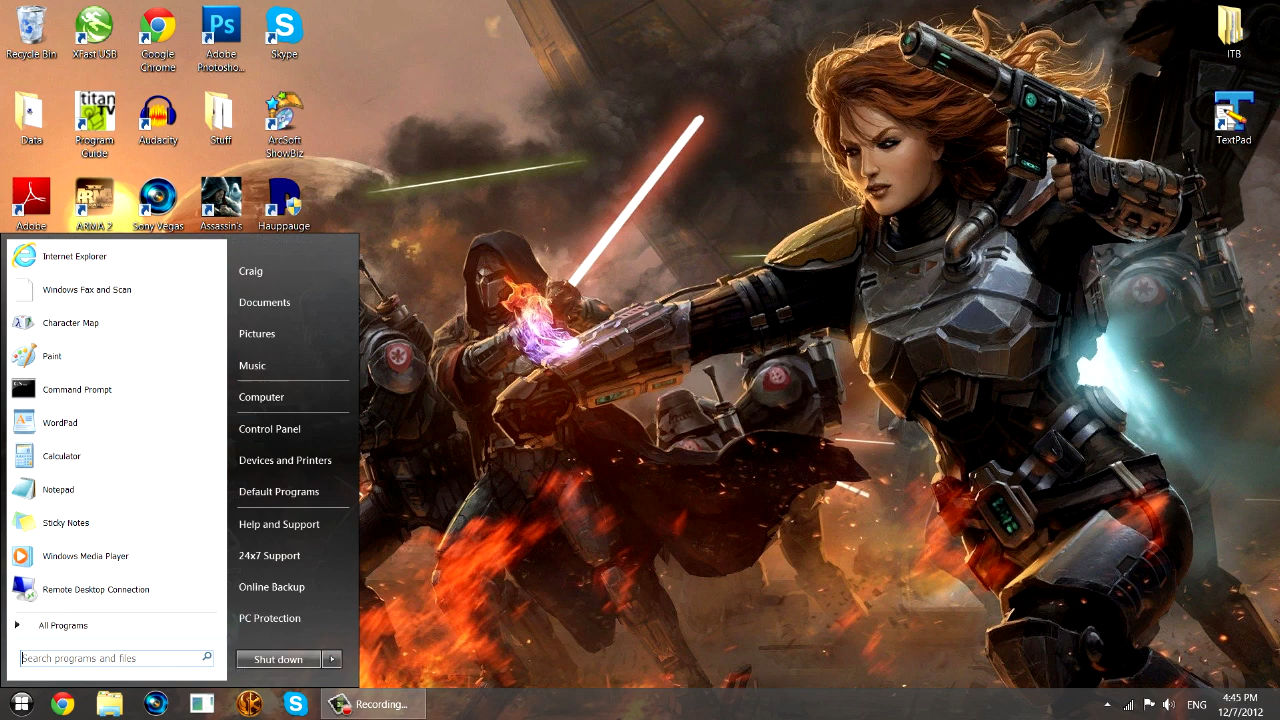 Recycle Bin
XFast USB
Google
Chrome
Adobe
Photosho...
Skype
ITB
Data
titan
TV
Program
Guide
Audacity
Stuff
ArcSoft
ShowBiz
TextPad
Adobe
ARMA 2
Sony Vegas
Assassin's
Hauppauge
Internet Explorer
Windows Fax and Scan
Character Map
Paint
Command Prompt
WordPad
Calculator
Notepad
Sticky Notes
Windows Media Player
Remote Desktop Connection
All Programs
Search programs and files
Craig
Documents
Pictures
Music
Computer
Control Panel
Devices and Printers
Default Programs
Help and Support
24x7 Support
Online Backup
PC Protection
Shut down
Recording...
ENG
4:45 PM
12/7/2012